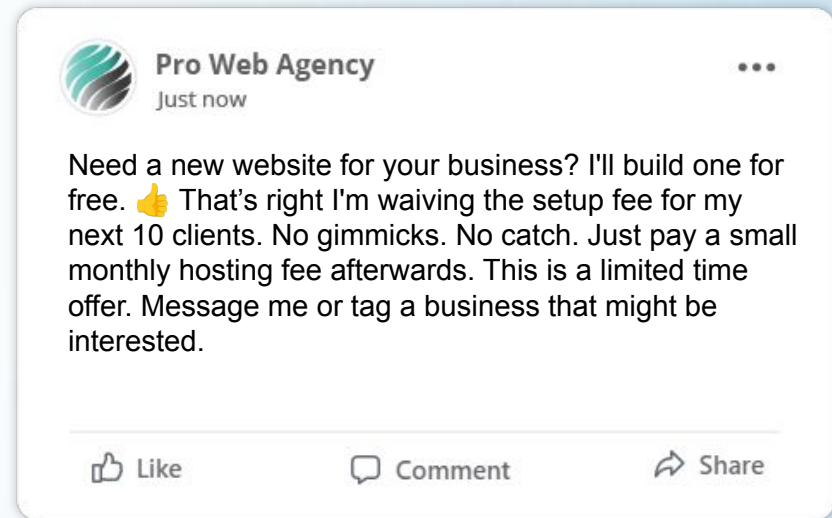 Pro Web Agency
Just now
Need a new website for your business? I'll build one for
free. 👍 That’s right I'm waiving the setup fee for my
next 10 clients. No gimmicks. No catch. Just pay a small
monthly hosting fee afterwards. This is a limited time
offer. Message me or tag a business that might be
interested.
Like Comment Share